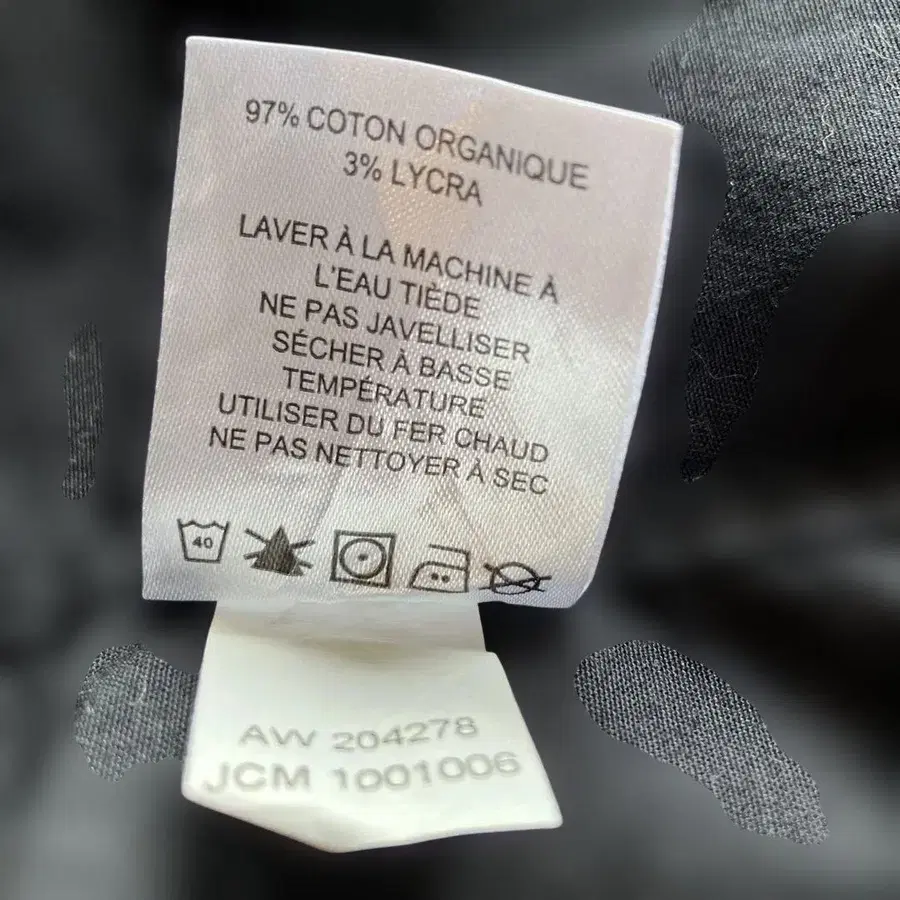 97% COTON ORGANIQUE
3% LYCRA
LAVER À LA MACHINE À
L'EAU TIÈDE
NE PAS JAVELLISER
SÉCHER À BASSE
TEMPÉRATURE
UTILISER DU FER CHAUD
NE PAS NETTOYER À SEC
40
AW 204278
JCM 1001006